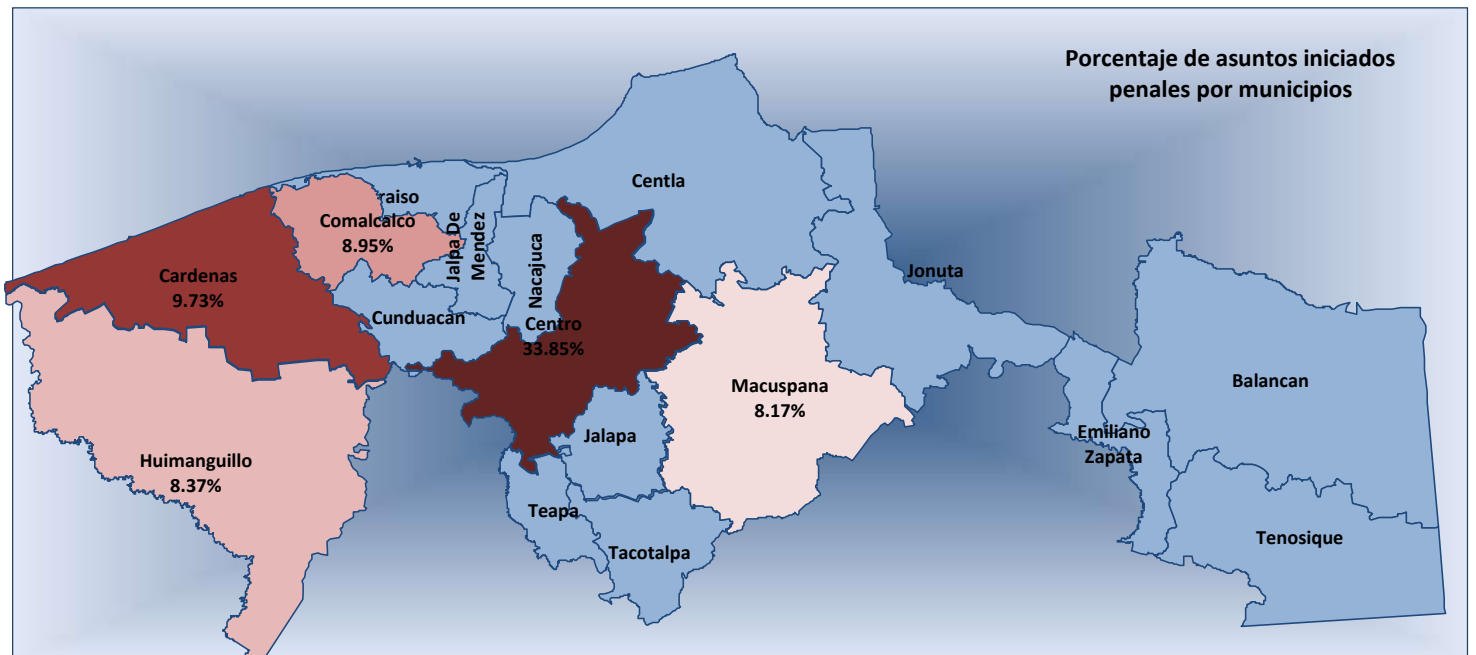 Porcentaje de asuntos iniciados
penales por municipios
Centla
raiso
Comalcalco
8.95%
Jalpa De
Mendez
Nacajuca
Cardenas
9.73%
Jonuta
Cunduacan
Centro
33.85%
Macuspana
8.17%
Balancan
Jalapa
Emiliano
Zapata
Huimanguillo
8.37%
Teapa
Tacotalpa
Tenosique